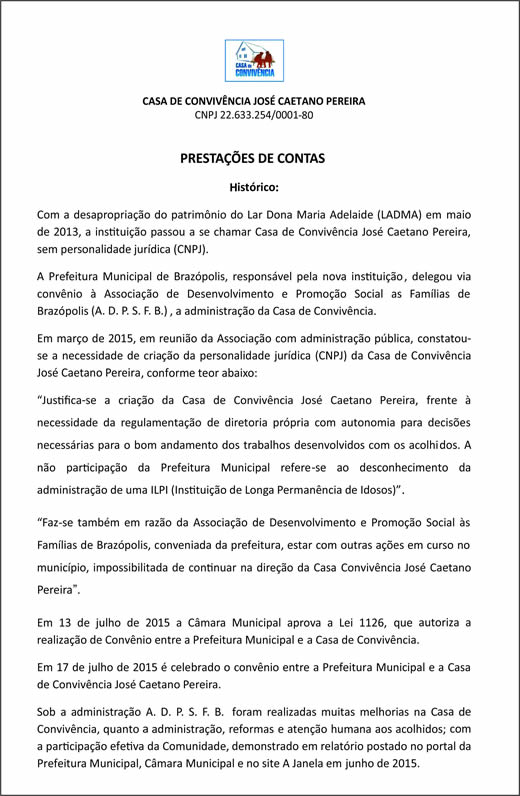 CASA DE
CONVIVÊNCIA
CASA DE CONVIVÊNCIA JOSÉ CAETANO PEREIRA
CNPJ 22.633.254/0001-80
PRESTAÇÕES DE CONTAS
Histórico:
Com a desapropriação do patrimônio do Lar Dona Maria Adelaide (LADMA) em maio
de 2013, a instituição passou a se chamar Casa de Convivência José Caetano Pereira,
sem personalidade jurídica (CNPJ).
A Prefeitura Municipal de Brazópolis, responsável pela nova instituição, delegou via
convênio à Associação de Desenvolvimento e Promoção Social as Famílias de
Brazópolis (A. D. P. S. F. B.) , a administração da Casa de Convivência.
Em março de 2015, em reunião da Associação com administração pública, constatou-
se a necessidade de criação da personalidade jurídica (CNPJ) da Casa de Convivência
José Caetano Pereira, conforme teor abaixo:
“Justifica-se a criação da Casa de Convivência José Caetano Pereira, frente à
necessidade da regulamentação de diretoria própria com autonomia para decisões
necessárias para o bom andamento dos trabalhos desenvolvidos com os acolhidos. A
não participação da Prefeitura Municipal refere-se ao desconhecimento da
administração de uma ILPI (Instituição de Longa Permanência de Idosos)”.
“Faz-se também em razão da Associação de Desenvolvimento e Promoção Social às
Famílias de Brazópolis, conveniada da prefeitura, estar com outras ações em curso no
município, impossibilitada de continuar na direção da Casa Convivência José Caetano
Pereira”.
Em 13 de julho de 2015 a Câmara Municipal aprova a Lei 1126, que autoriza a
realização de Convênio entre a Prefeitura Municipal e a Casa de Convivência.
Em 17 de julho de 2015 é celebrado o convênio entre a Prefeitura Municipal e a Casa
de Convivência José Caetano Pereira.
Sob a administração A. D. P. S. F. B. foram realizadas muitas melhorias na Casa de
Convivência, quanto a administração, reformas e atenção humana aos acolhidos; com
a participação efetiva da Comunidade, demonstrado em relatório postado no portal da
Prefeitura Municipal, Câmara Municipal e no site A Janela em junho de 2015.